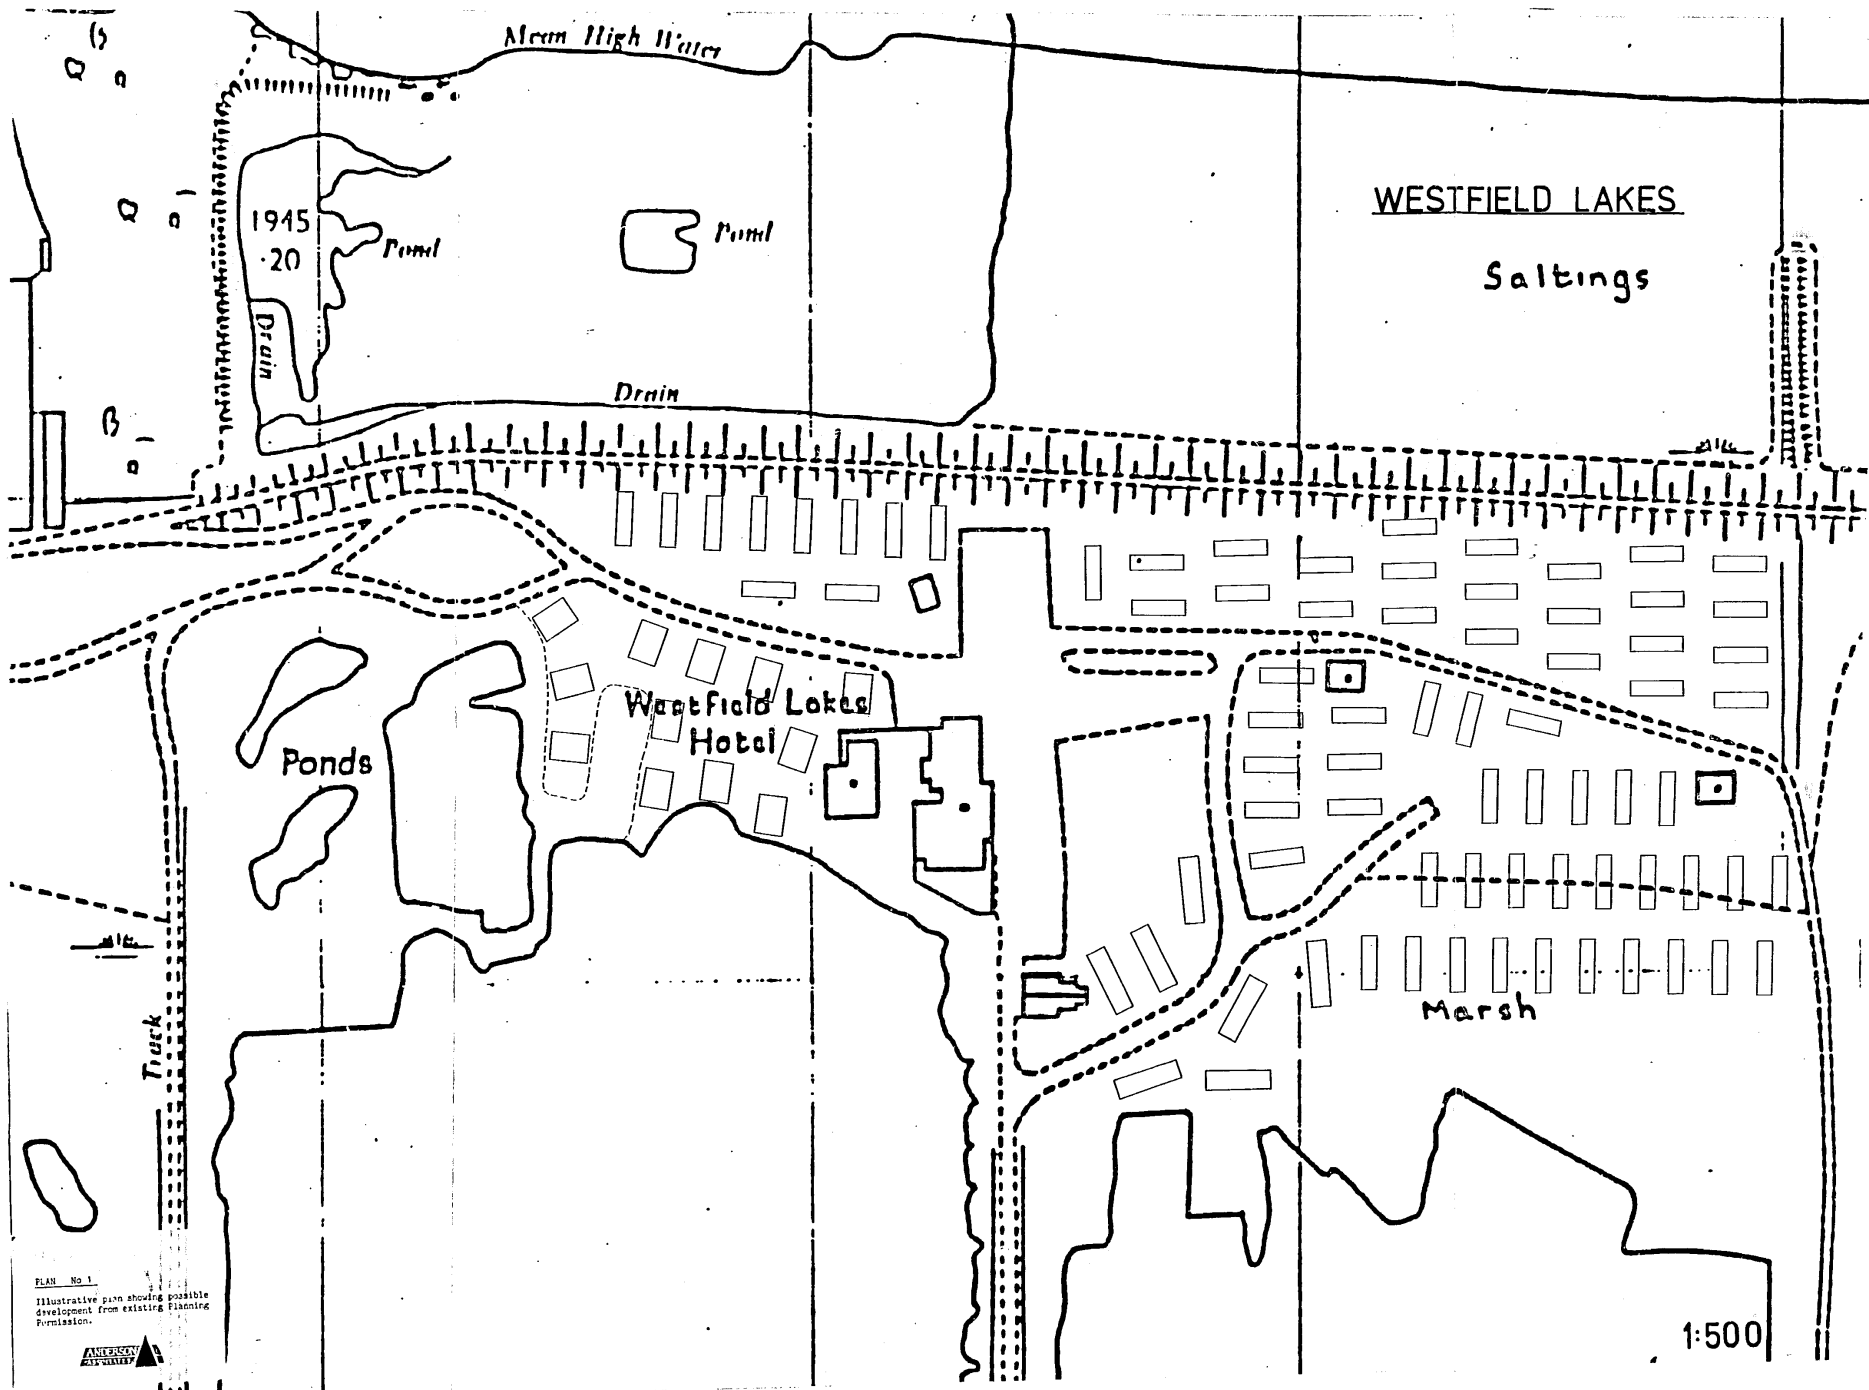 Mean High Water
WESTFIELD LAKES
Saltings
1945
·20
Pond
Pond
Drain
Drain
Westfield Lakes
Hotel
Ponds
Marsh
Track
PLAN No 1
Illustrative plan showing possible
development from existing Planning
Permission.
ANDERSON
1:500